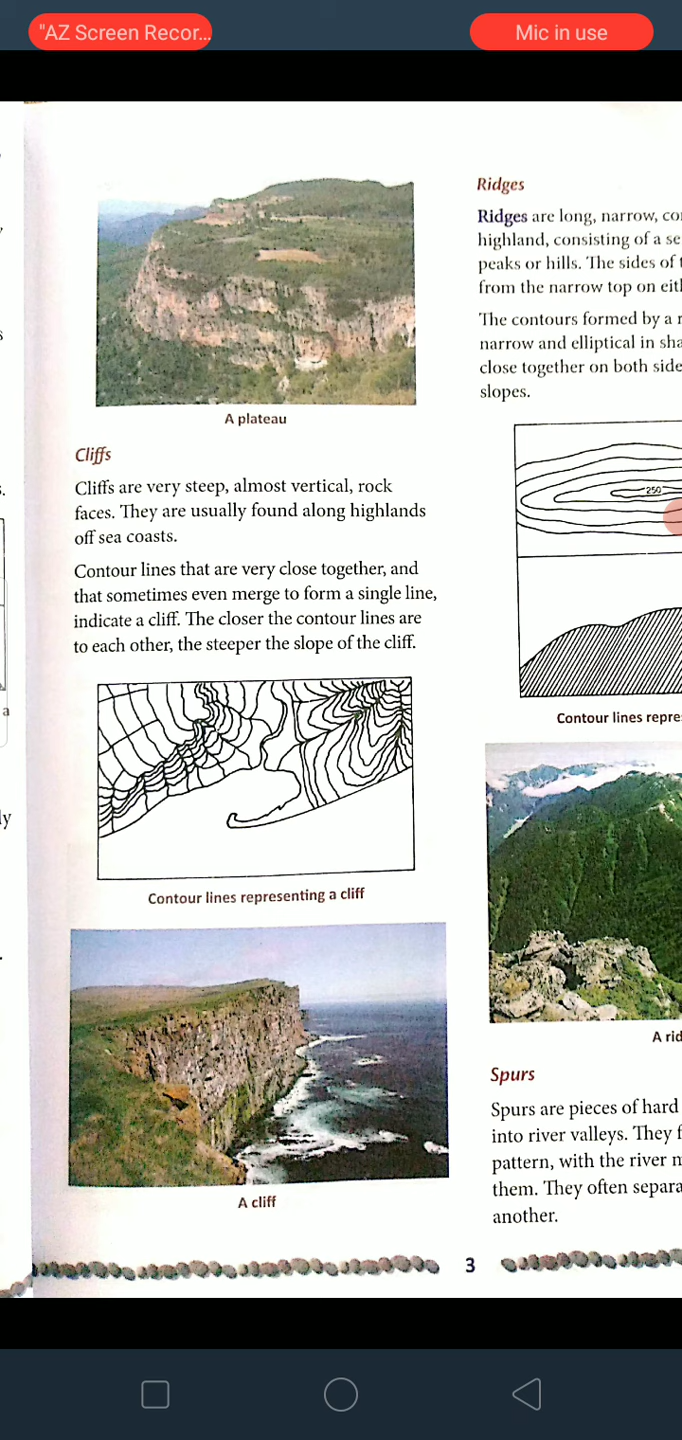 "AZ Screen Recor...
Mic in use
A plateau
Cliffs
Cliffs are very steep, almost vertical, rock
faces. They are usually found along highlands
off sea coasts.
Contour lines that are very close together, and
that sometimes even merge to form a single line,
indicate a cliff. The closer the contour lines are
to each other, the steeper the slope of the cliff.
Contour lines representing a cliff
A cliff
Ridges
Ridges are long, narrow,
highland, consisting of a
peaks or hills. The sides of
from the narrow top on
The contours formed by a
narrow and elliptical in
close together on both
slopes.
250
Contour lines
A
Spurs
Spurs are pieces of hard
into river valleys. They
pattern, with the river
them. They often
another.
3